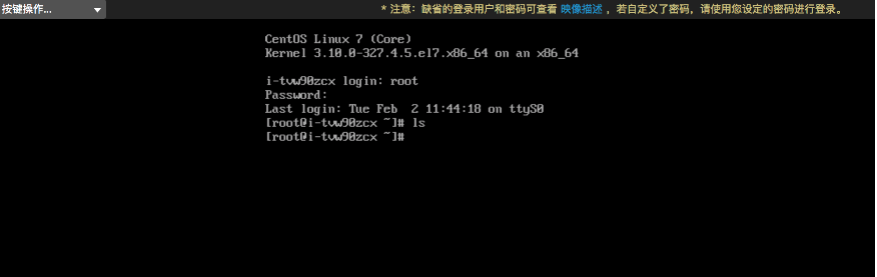 按键操作...
* 注意: 缺省的登录用户和密码可查看 映像描述 ，若自定义了密码，请使用您设定的密码进行登录。
CentOS Linux 7 (Core)
Kernel 3.10.0-327.4.5.el7.x86_64 on an x86_64
i-tvw90zcx login: root
Password:
Last login: Tue Feb  2 11:44:18 on ttyS0
[root@i-tvw90zcx ~]# ls
[root@i-tvw90zcx ~]#